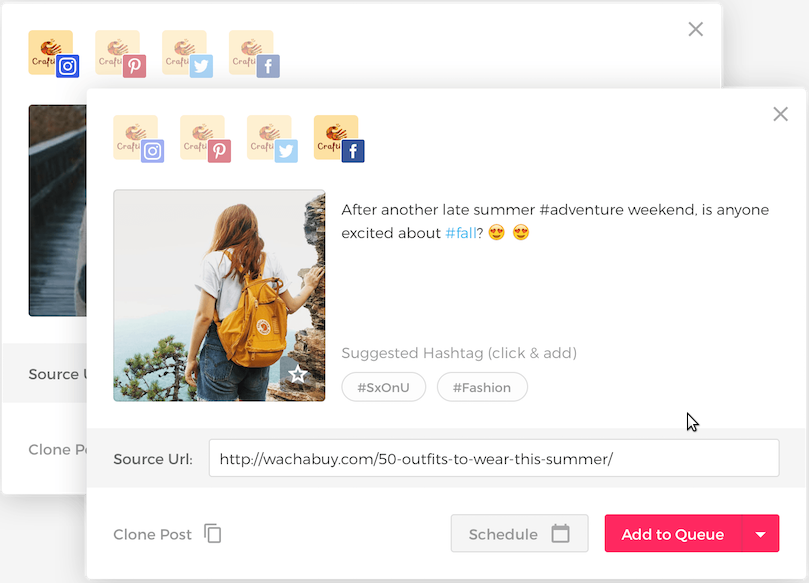 Crafti
Crafti
Crafti
Crafti
Crafti
Crafti
Crafti
Crafti
After another late summer #adventure weekend, is anyone
excited about #fall? 😍 😍
Suggested Hashtag (click & add)
#SxOnU #Fashion
Source
Source Url: http://wachabuy.com/50-outfits-to-wear-this-summer/
Clone
Clone Post Schedule Add to Queue